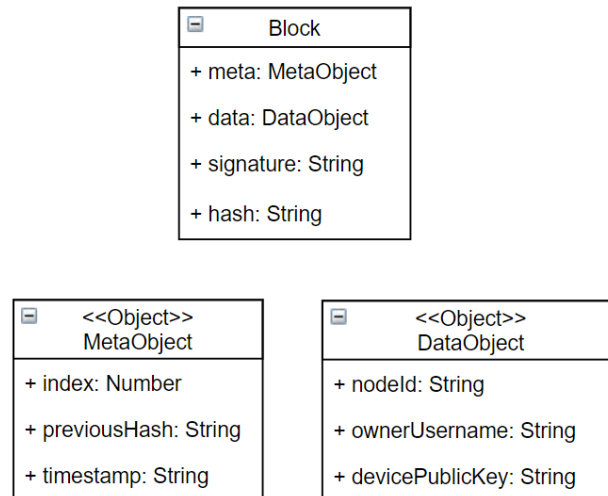 Block
+ meta: MetaObject
+ data: DataObject
+ signature: String
+ hash: String
<<Object>>
MetaObject
+ index: Number
+ previousHash: String
+ timestamp: String
<<Object>>
DataObject
+ nodeId: String
+ ownerUsername: String
+ devicePublicKey: String